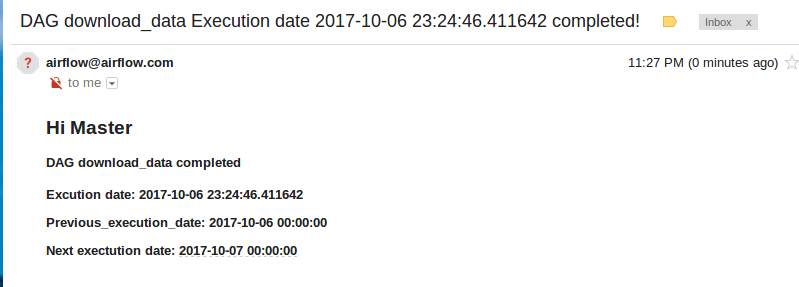 DAG download_data Execution date 2017-10-06 23:24:46.411642 completed! Inbox x
? airflow@airflow.com 11:27 PM (0 minutes ago)
to me
Hi Master
DAG download_data completed
Excution date: 2017-10-06 23:24:46.411642
Previous_execution_date: 2017-10-06 00:00:00
Next exectution date: 2017-10-07 00:00:00